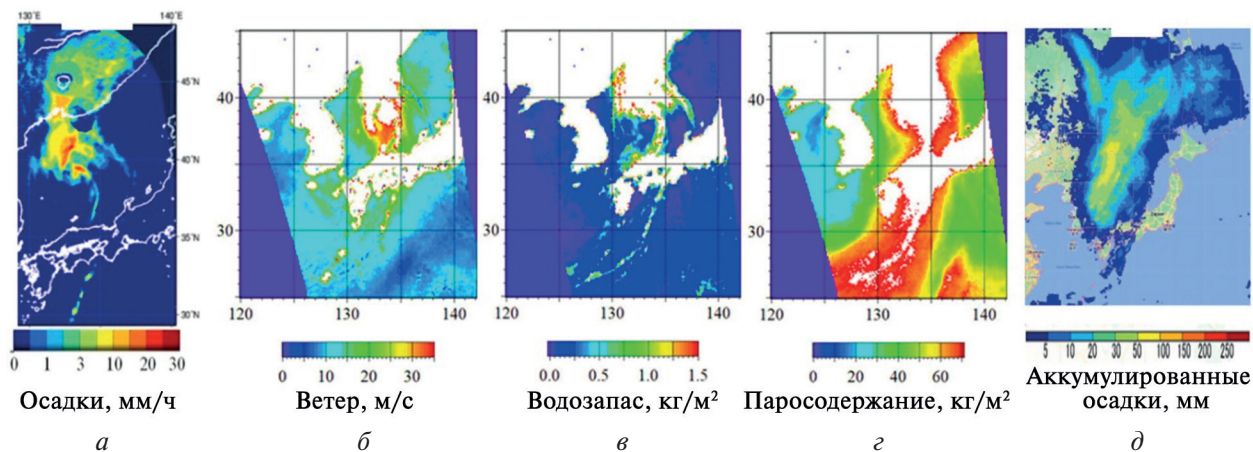 130°E 140°E
45°N
40°N
35°N
30°N
0 1 3 10 20 30
Осадки, мм/ч
а
40
30
120 130 140
0 10 20 30
Ветер, м/с
б
40
30
120 130 140
0.0 0.5 1.0 1.5
Водозапас, кг/м²
в
40
30
120 130 140
0 20 40 60
Паросодержание, кг/м²
г
5 10 20 30 50 100 150 200 250
Аккумулированные
осадки, мм
д